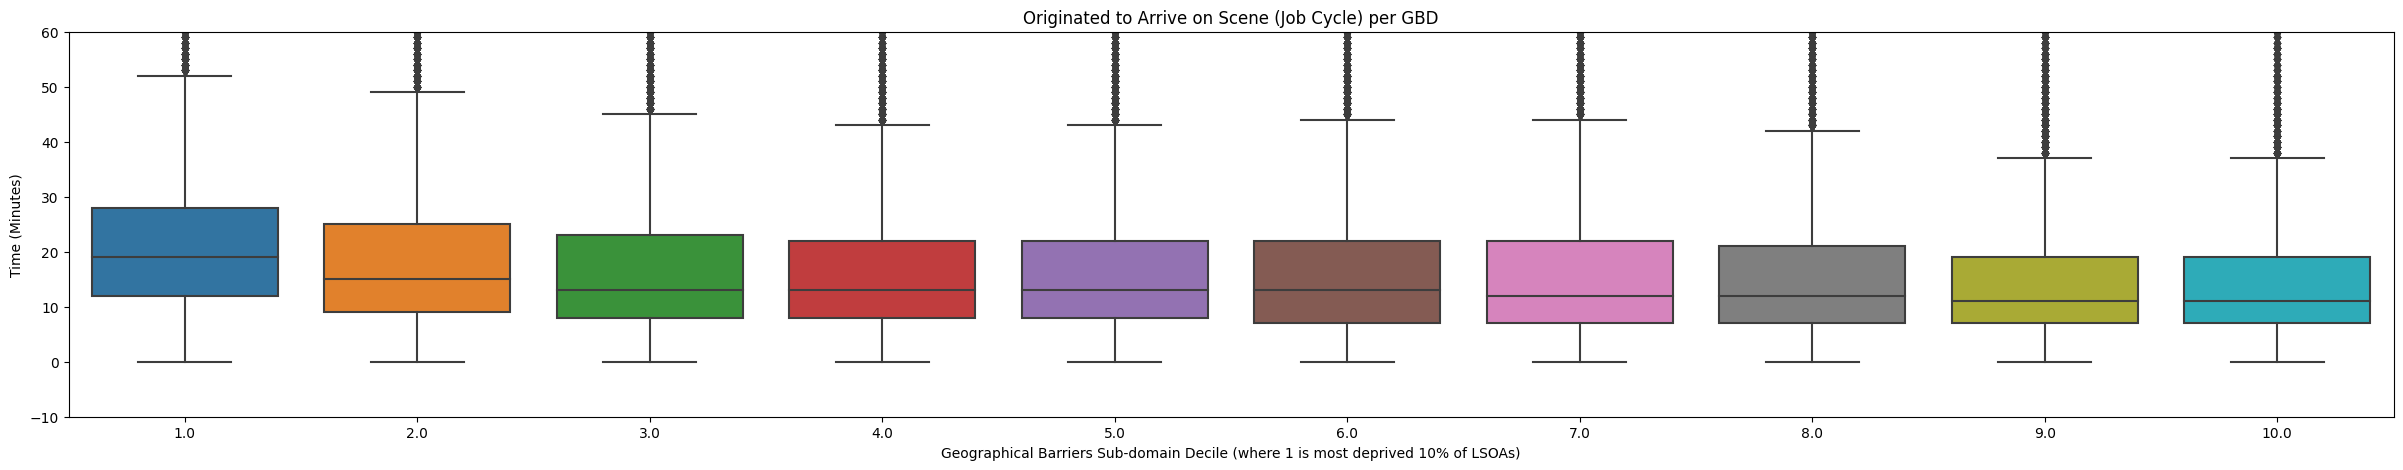 Originated to Arrive on Scene (Job Cycle) per GBD
Time (Minutes)
60
50
40
30
20
10
0
−10
1.0 2.0 3.0 4.0 5.0 6.0 7.0 8.0 9.0 10.0
Geographical Barriers Sub-domain Decile (where 1 is most deprived 10% of LSOAs)